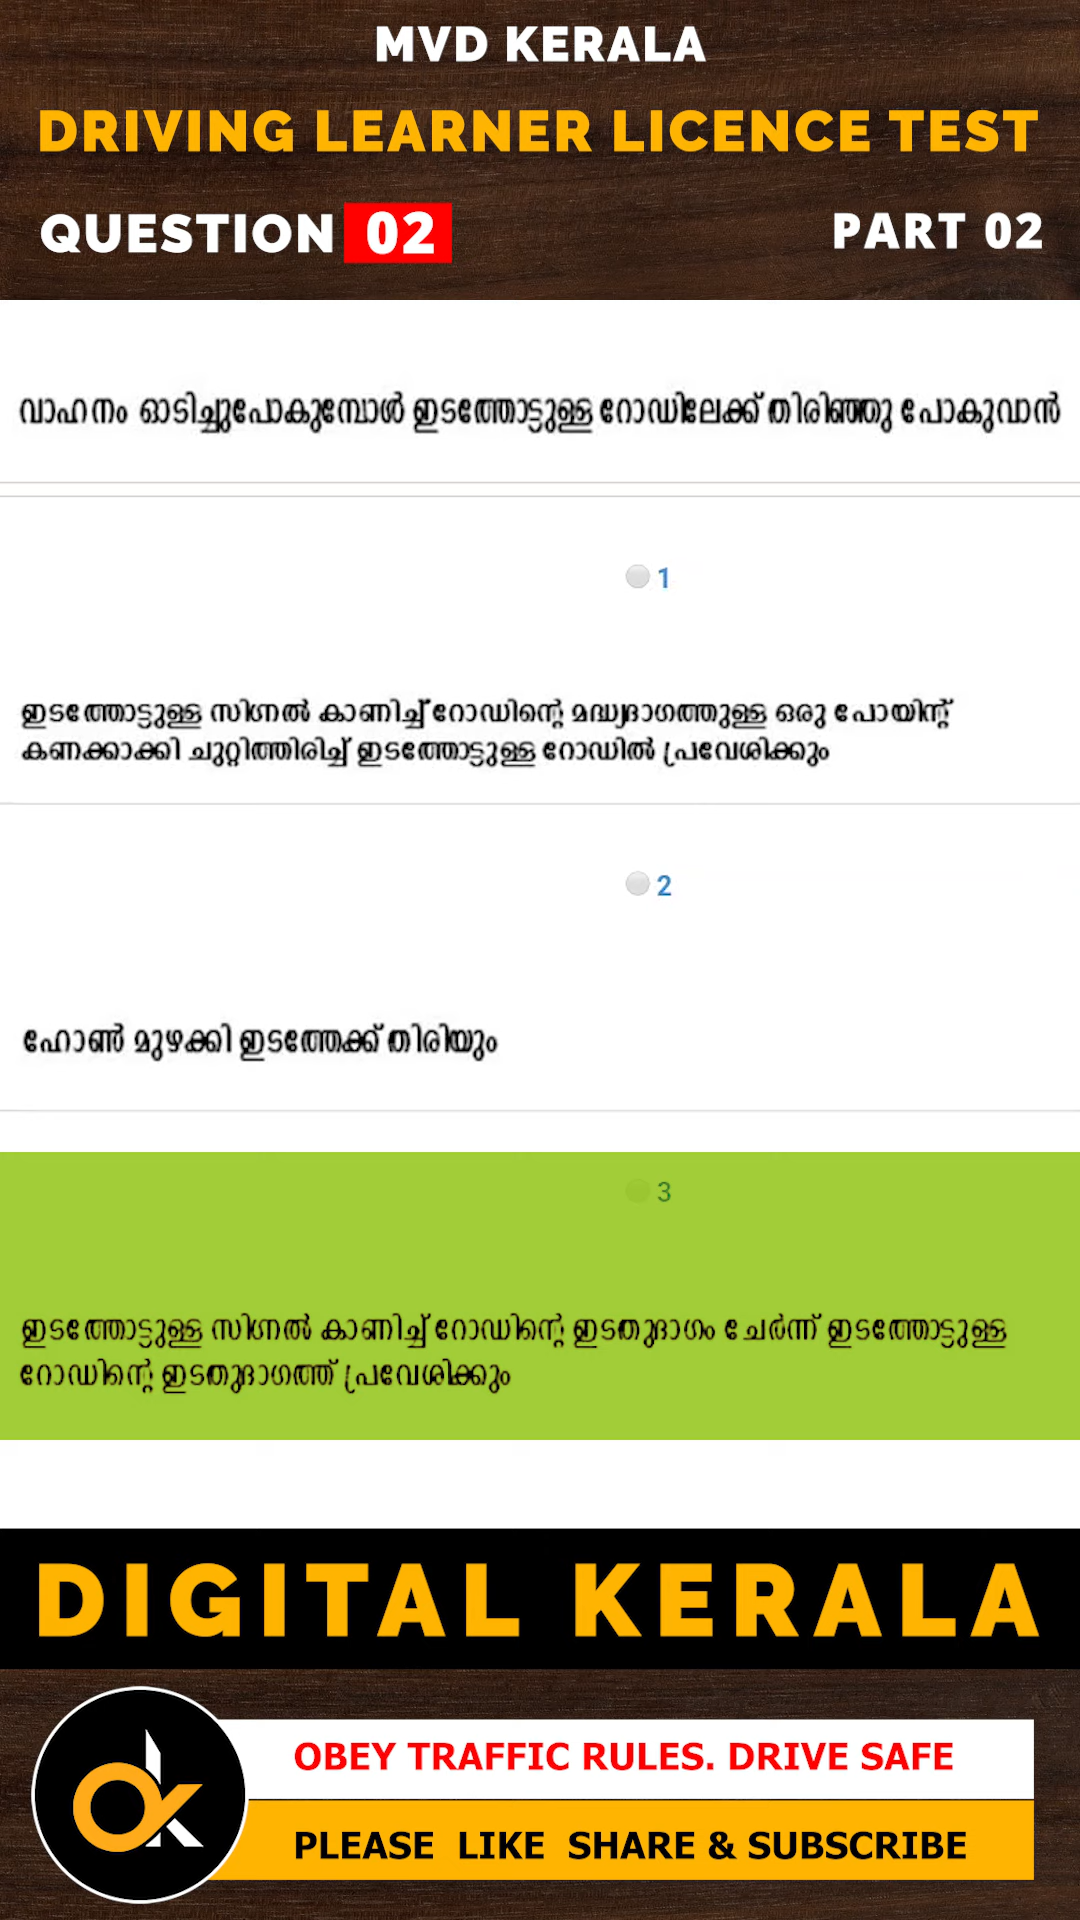 MVD KERALA
DRIVING LEARNER LICENCE TEST
QUESTION 02
PART 02
വാഹനം ഓടിച്ചുപോകുമ്പോൾ ഇടത്തോട്ടുള്ള റോഡിലേക്ക് തിരിഞ്ഞു പോകുവാൻ
1
ഇടത്തോട്ടുള്ള സിഗ്നൽ കാണിച്ച് റോഡിന്റെ മദ്ധ്യഭാഗത്തുള്ള ഒരു പോയിന്റ്
കണക്കാക്കി ചുറ്റിത്തിരിച്ച് ഇടത്തോട്ടുള്ള റോഡിൽ പ്രവേശിക്കും
2
ഹോൺ മുഴക്കി ഇടത്തേക്ക് തിരിയും
3
ഇടത്തോട്ടുള്ള സിഗ്നൽ കാണിച്ച് റോഡിന്റെ ഇടതുഭാഗം ചേർന്ന് ഇടത്തോട്ടുള്ള
റോഡിന്റെ ഇടതുഭാഗത്ത് പ്രവേശിക്കും
DIGITAL KERALA
dk
OBEY TRAFFIC RULES. DRIVE SAFE
PLEASE LIKE SHARE & SUBSCRIBE